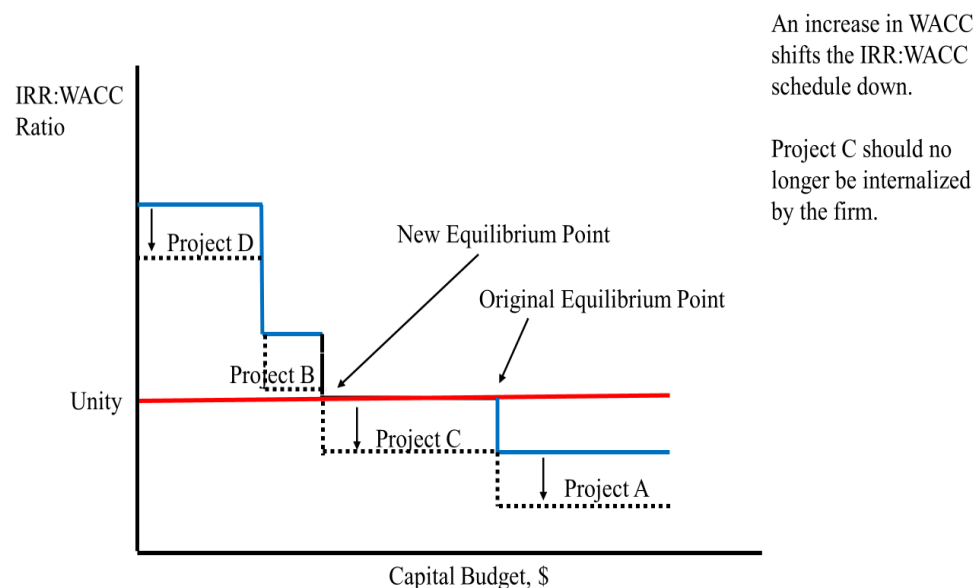 An increase in WACC
shifts the IRR:WACC
schedule down.
Project C should no
longer be internalized
by the firm.
IRR:WACC
Ratio
Project D
New Equilibrium Point
Original Equilibrium Point
Project B
Unity
Project C
Project A
Capital Budget, $